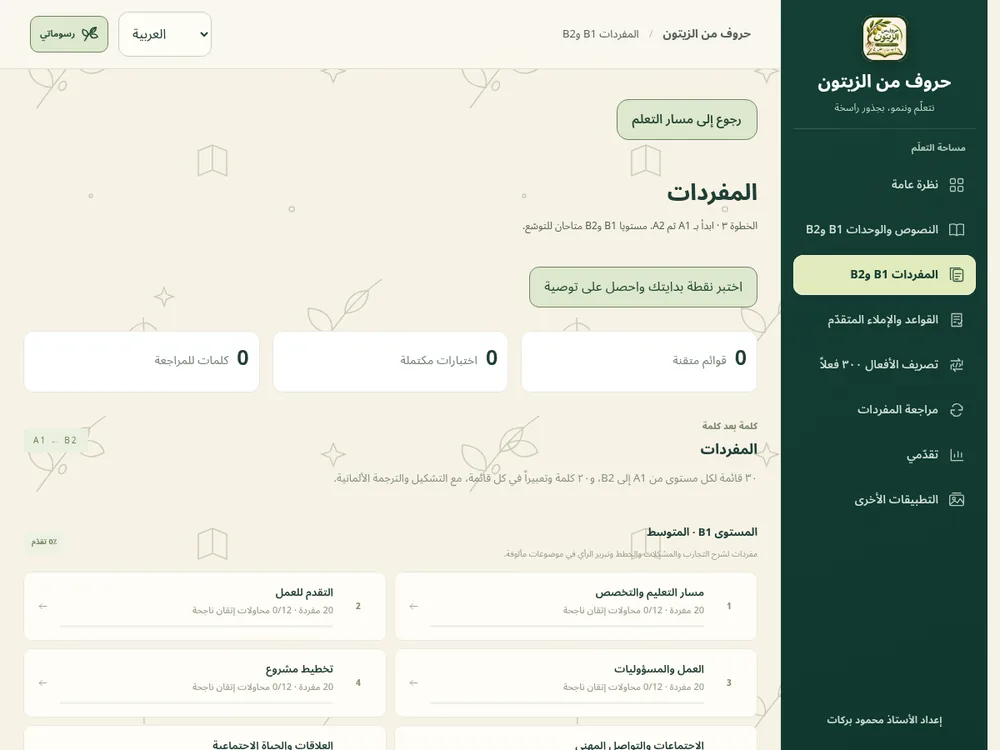 حروف من الزيتون
نتعلّم وننمو، بجذور راسخة
مساحة التعلّم
نظرة عامة
النصوص والوحدات B1 وB2
المفردات B1 وB2
القواعد والإملاء المتقدّم
تصريف الأفعال ٣٠٠ فعلاً
مراجعة المفردات
تقدّمي
التطبيقات الأخرى
إعداد الأستاذ محمود بركات
حروف من الزيتون / المفردات B1 وB2
العربية
رسوماتي
رجوع إلى مسار التعلم
المفردات
الخطوة ٣ · ابدأ بـ A1 ثم A2. مستويا B1 وB2 متاحان للتوسّع.
اختبر نقطة بدايتك واحصل على توصية
0 قوائم متقنة
0 اختبارات مكتملة
0 كلمات للمراجعة
كلمة بعد كلمة
المفردات
A1 – B2
٣٠ قائمة لكل مستوى من A1 إلى B2، و٢٠ كلمة وتعبيراً في كل قائمة، مع التشكيل والترجمة الألمانية.
المستوى B1 · المتوسط
0٪ تقدّم
مفردات لشرح التجارب والمشكلات والخطط وتبرير الرأي في موضوعات مألوفة.
1
مسار التعليم والتخصص
20 مفردة · 0/12 محاولات إتقان ناجحة
2
التقدم للعمل
20 مفردة · 0/12 محاولات إتقان ناجحة
3
العمل والمسؤوليات
20 مفردة · 0/12 محاولات إتقان ناجحة
4
تخطيط مشروع
20 مفردة · 0/12 محاولات إتقان ناجحة
الاجتماعات والتواصل المهني
العلاقات والحياة الاجتماعية